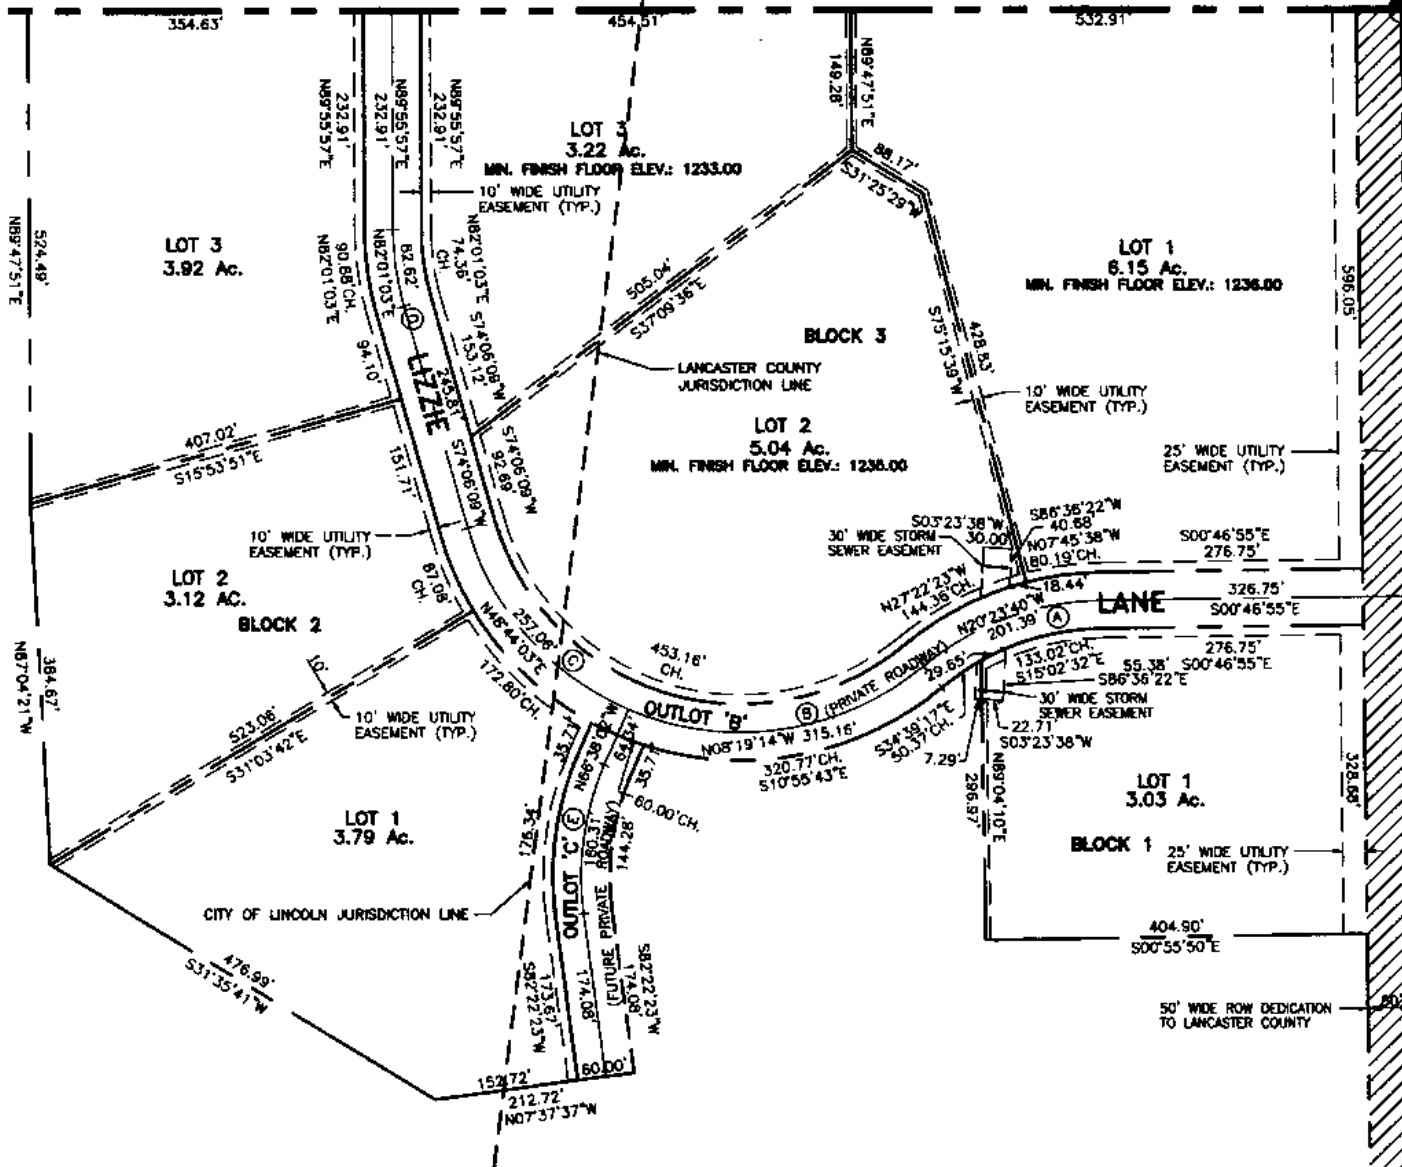 354.63'
454.51'
532.91'
N89°55'57"E
232.91'
232.91'
N89°55'57"E
N89°55'57"E
232.91'
149.28'
N89°47'51"E
LOT 3
3.22 Ac.
MIN. FINISH FLOOR ELEV.: 1233.00
10' WIDE UTILITY
EASEMENT (TYP.)
88.17'
S31°25'29"W
LOT 3
3.92 Ac.
524.49'
N89°47'51"E
N82°01'03"E
90.68'CH.
N82°01'03"E
82.62'
D
N82°01'03"E
74.36'
CH
S74°06'09"W
153.12'
505.04'
S37°09'36"E
LOT 1
6.15 Ac.
MIN. FINISH FLOOR ELEV.: 1236.00
596.05'
BLOCK 3
428.83'
S75°15'39"W
LANCASTER COUNTY
JURISDICTION LINE
10' WIDE UTILITY
EASEMENT (TYP.)
94.10'
LIZZIE
245.81'
S74°06'09"W
407.02'
S15°53'51"E
LOT 2
5.04 Ac.
MIN. FINISH FLOOR ELEV.: 1236.00
S74°06'09"W
92.69'
151.71'
25' WIDE UTILITY
EASEMENT (TYP.)
10' WIDE UTILITY
EASEMENT (TYP.)
S03°23'38"W
30.00'
30' WIDE STORM
SEWER EASEMENT
S86°36'22"W
40.68'
N07°45'38"W
80.19'CH.
S00°46'55"E
276.75'
LOT 2
3.12 Ac.
BLOCK 2
87.08'
CH.
N27°22'23"W
144.36'CH.
18.44'
LANE
326.75'
S00°46'55"E
N20°23'40"W
201.39'
A
N48°44'03"E
257.06'
C
453.16'
CH.
172.60'CH.
384.67'
N87°04'21"W
10'
10' WIDE UTILITY
EASEMENT (TYP.)
S23.08'
S31°03'42"E
OUTLOT 'B'
B
(PRIVATE ROADWAY)
29.65'
133.02'CH.
S15°02'32"E
55.38'
S86°36'22"E
276.75'
S00°46'55"E
30' WIDE STORM
SEWER EASEMENT
22.71'
S03°23'38"W
N08°19'14"W 315.16'
320.77'CH.
S10°55'43"E
S34°39'17"E
50.37'CH.
7.29'
296.97'
N89°04'10"E
328.68'
35.71'
N66°38'02"W
64.34'
35.7
60.00'CH.
LOT 1
3.79 Ac.
LOT 1
3.03 Ac.
BLOCK 1
25' WIDE UTILITY
EASEMENT (TYP.)
176.34'
E
160.31'
144.28'
OUTLOT 'C'
(FUTURE PRIVATE ROADWAY)
CITY OF LINCOLN JURISDICTION LINE
404.90'
S00°55'50"E
476.99'
S31°35'41"W
S82°22'23"W
173.67'
174.08'
S82°22'23"W
174.08'
50' WIDE ROW DEDICATION
TO LANCASTER COUNTY
152.72'
60.00'
212.72'
N07°37'37"W